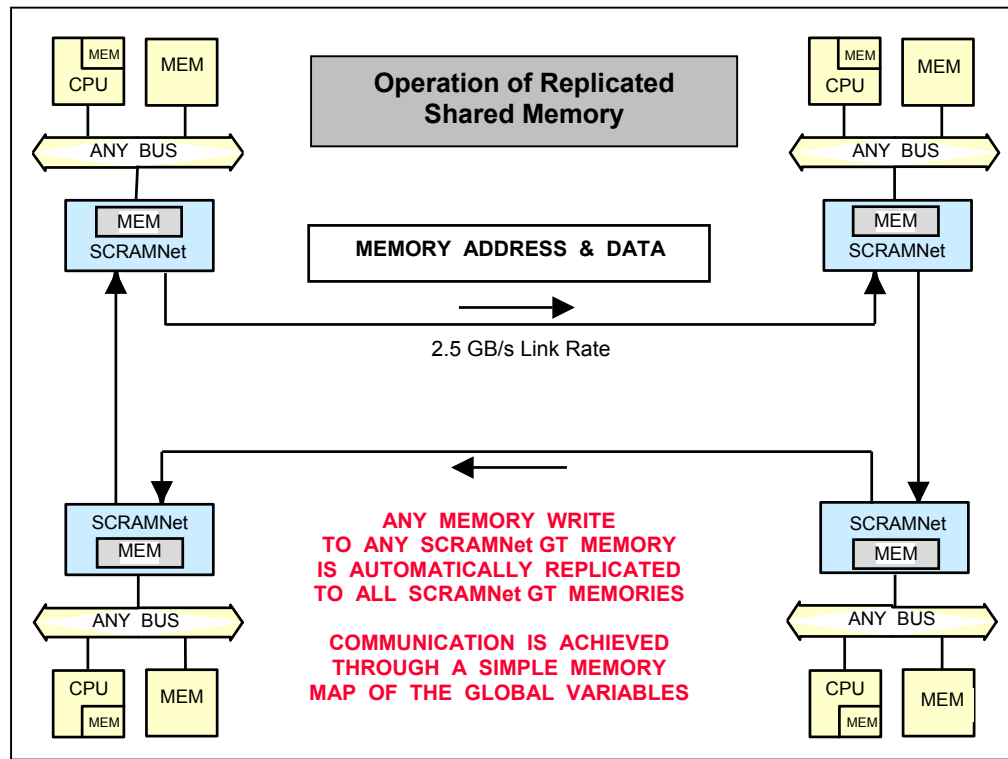 MEM
CPU
MEM
ANY BUS
MEM
SCRAMNet
Operation of Replicated
Shared Memory
MEM
CPU
MEM
ANY BUS
MEM
SCRAMNet
MEMORY ADDRESS & DATA
2.5 GB/s Link Rate
SCRAMNet
MEM
ANY BUS
CPU
MEM
MEM
ANY MEMORY WRITE
TO ANY SCRAMNet GT MEMORY
IS AUTOMATICALLY REPLICATED
TO ALL SCRAMNet GT MEMORIES
COMMUNICATION IS ACHIEVED
THROUGH A SIMPLE MEMORY
MAP OF THE GLOBAL VARIABLES
SCRAMNet
MEM
ANY BUS
CPU
MEM
MEM